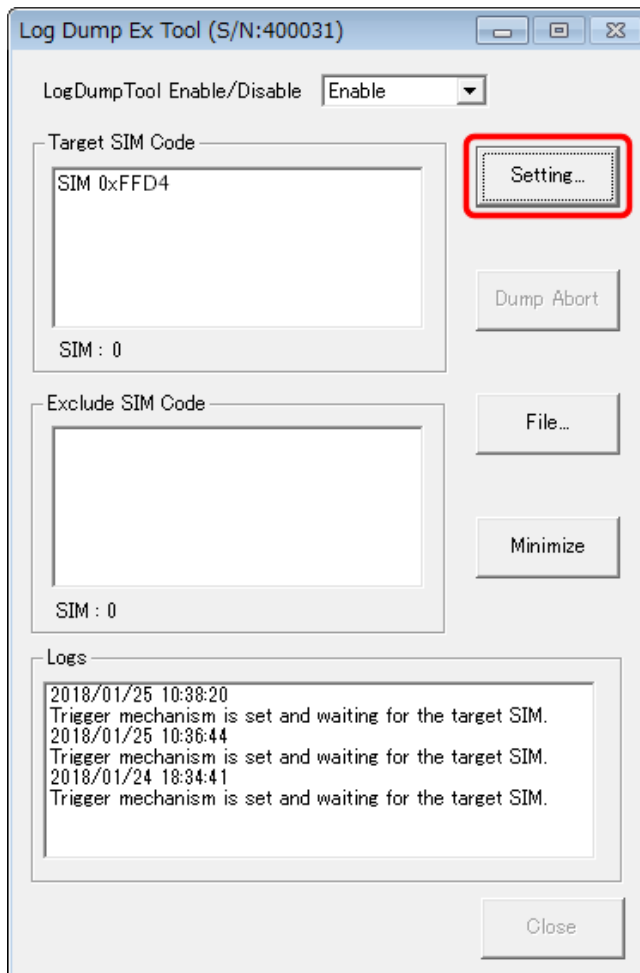 Log Dump Ex Tool (S/N:400031)
LogDumpTool Enable/Disable Enable
Target SIM Code
SIM 0xFFD4
SIM : 0
Setting...
Dump Abort
Exclude SIM Code
SIM : 0
File...
Minimize
Logs
2018/01/25 10:38:20
Trigger mechanism is set and waiting for the target SIM.
2018/01/25 10:36:44
Trigger mechanism is set and waiting for the target SIM.
2018/01/24 18:34:41
Trigger mechanism is set and waiting for the target SIM.
Close